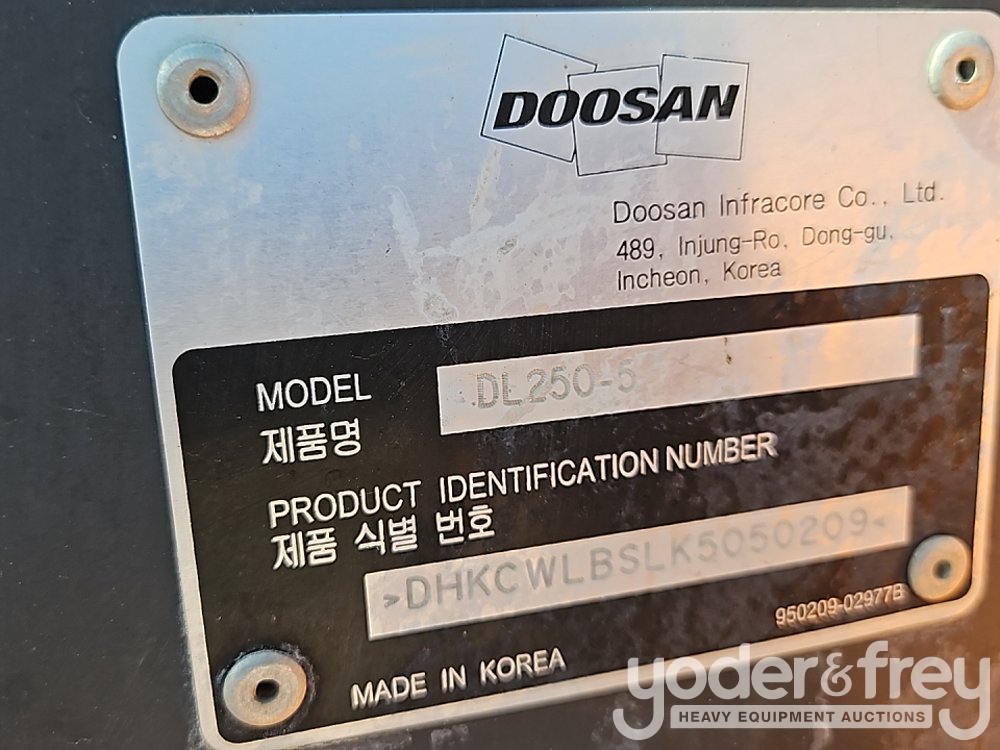 DOOSAN
Doosan Infracore Co., Ltd.
489, Injung-Ro, Dong-gu,
Incheon, Korea
MODEL
제품명
DL250-5
PRODUCT IDENTIFICATION NUMBER
제품 식별 번호
>DHKCWLBSLK5050209<
950209-02977B
MADE IN KOREA
yoder&frey
HEAVY EQUIPMENT AUCTIONS